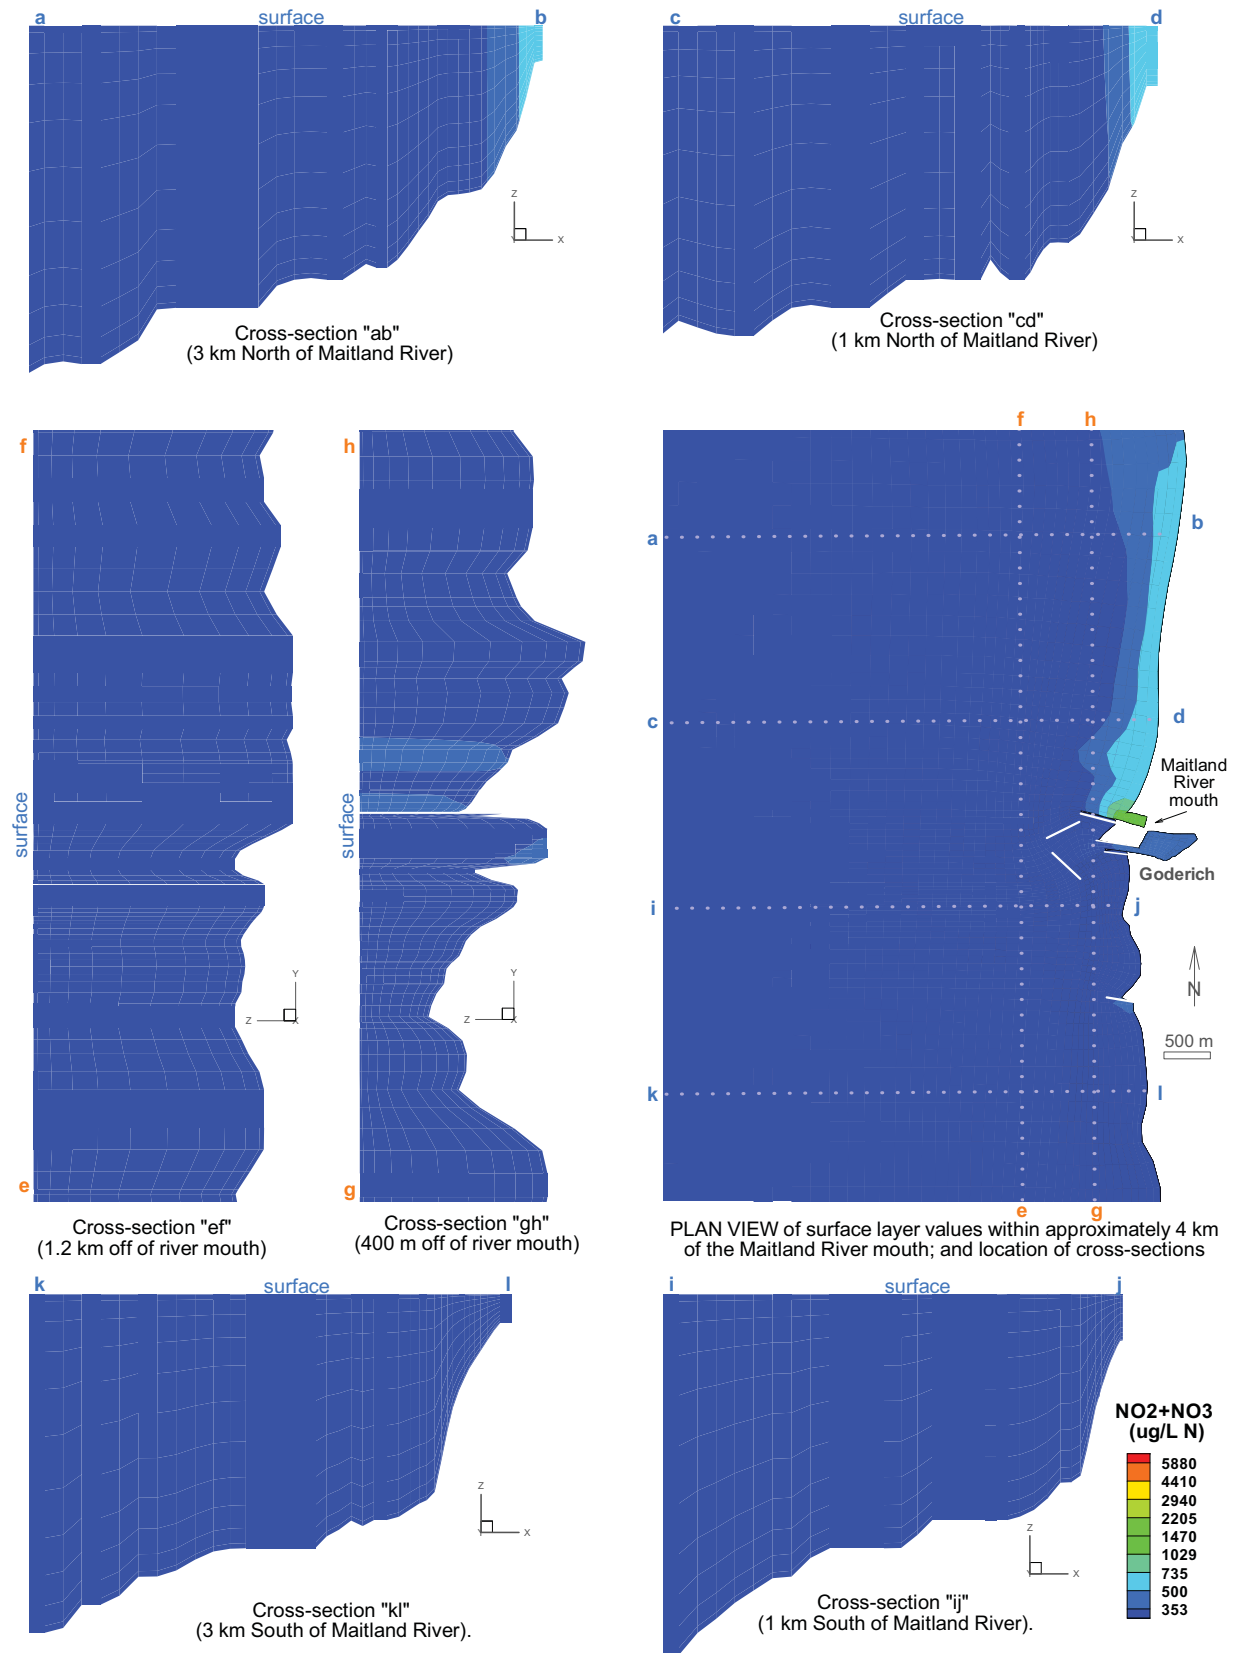 a surface b
c surface d
z
x
Y
z
x
Y
Cross-section "ab"
(3 km North of Maitland River)
Cross-section "cd"
(1 km North of Maitland River)
f
h
surface
surface
e
g
Y
z
X
Y
z
X
Cross-section "ef"
(1.2 km off of river mouth)
Cross-section "gh"
(400 m off of river mouth)
f h
a
b
c
d
Maitland
River
mouth
Goderich
i
j
N
500 m
k
l
e g
PLAN VIEW of surface layer values within approximately 4 km
of the Maitland River mouth; and location of cross-sections
k surface l
i surface j
z
x
Y
z
x
Y
Cross-section "kl"
(3 km South of Maitland River).
Cross-section "ij"
(1 km South of Maitland River).
NO2+NO3
(ug/L N)
5880
4410
2940
2205
1470
1029
735
500
353